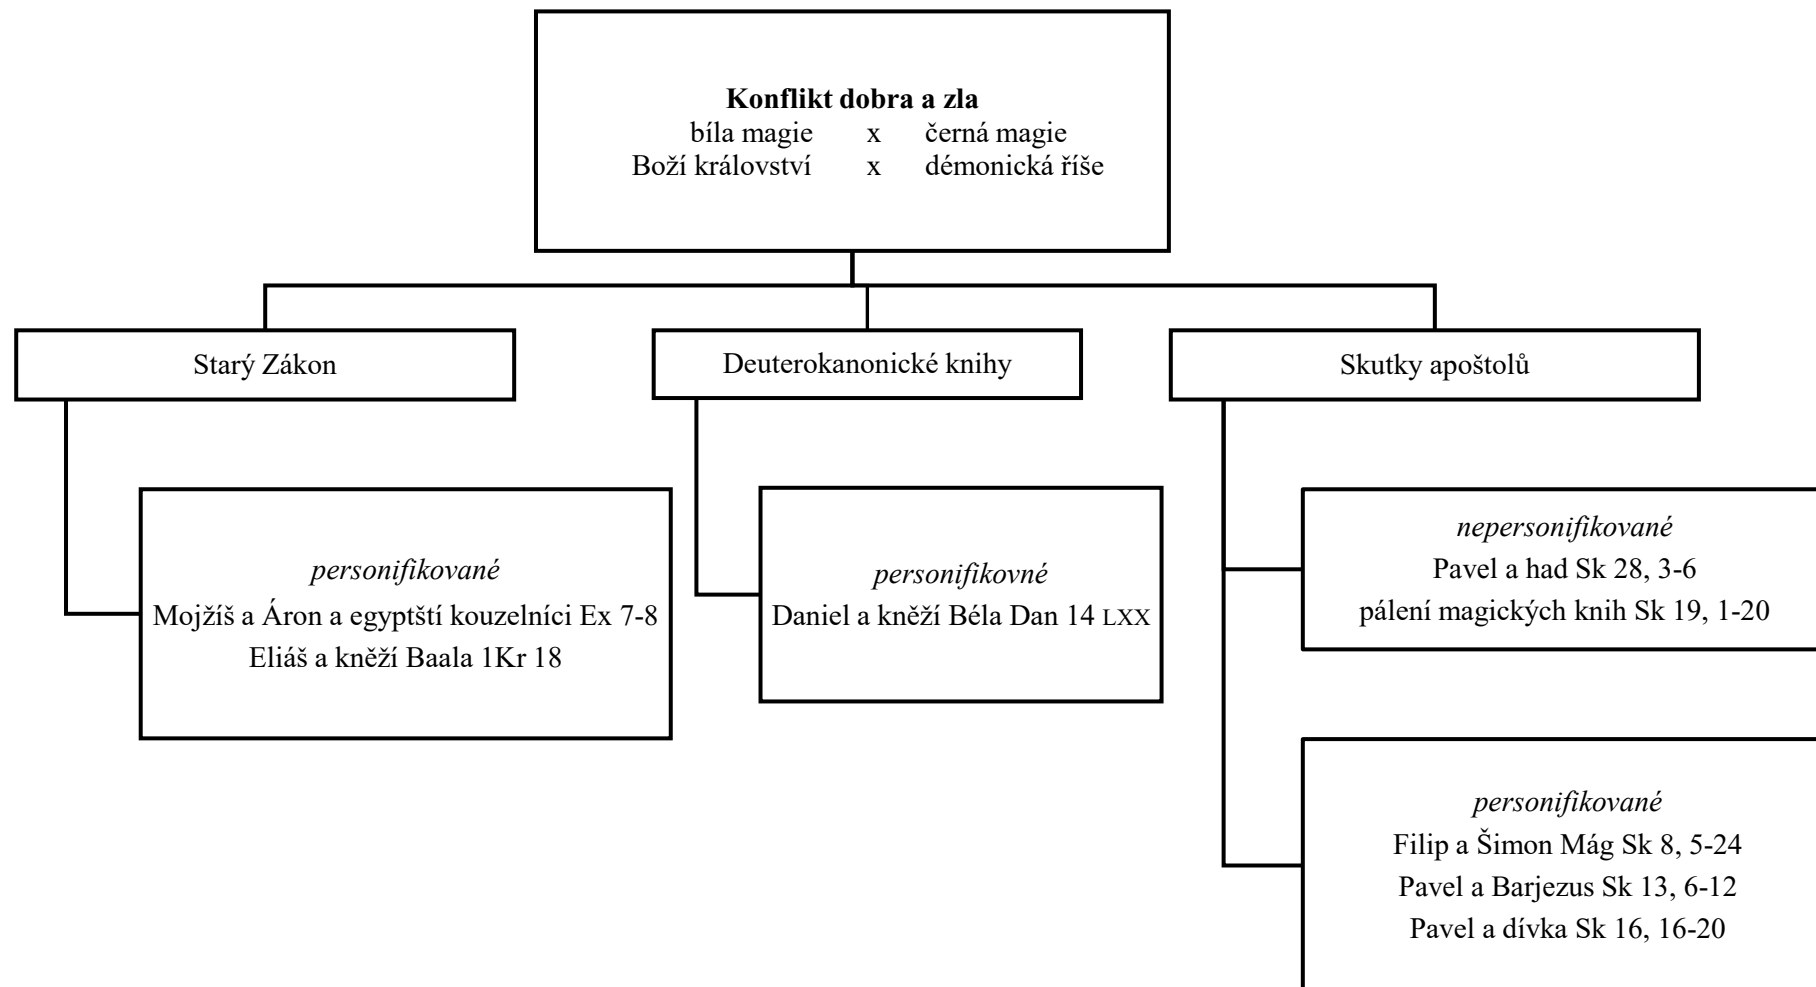 Konflikt dobra a zla
bíla magie x černá magie
Boží království x démonická říše
Starý Zákon
Deuterokanonické knihy
Skutky apoštolů
personifikované
Mojžíš a Áron a egyptští kouzelníci Ex 7-8
Eliáš a kněží Baala 1Kr 18
personifikovné
Daniel a kněží Béla Dan 14 LXX
nepersonifikované
Pavel a had Sk 28, 3-6
pálení magických knih Sk 19, 1-20
personifikované
Filip a Šimon Mág Sk 8, 5-24
Pavel a Barjezus Sk 13, 6-12
Pavel a dívka Sk 16, 16-20